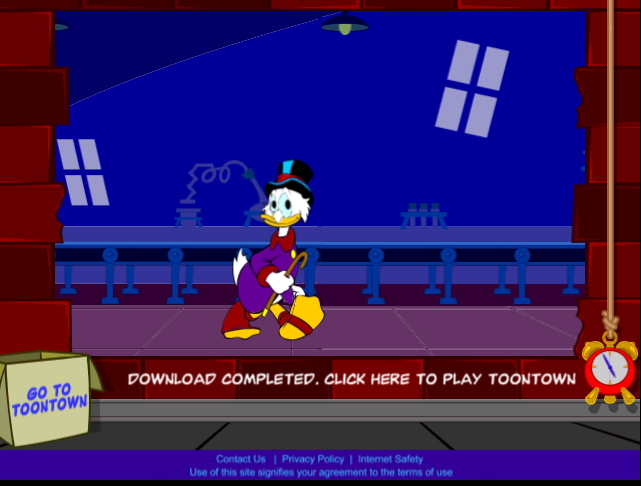 DOWNLOAD COMPLETED. CLICK HERE TO PLAY TOONTOWN
GO TO
TOONTOWN
Contact Us | Privacy Policy | Internet Safety
Use of this site signifies your agreement to the terms of use